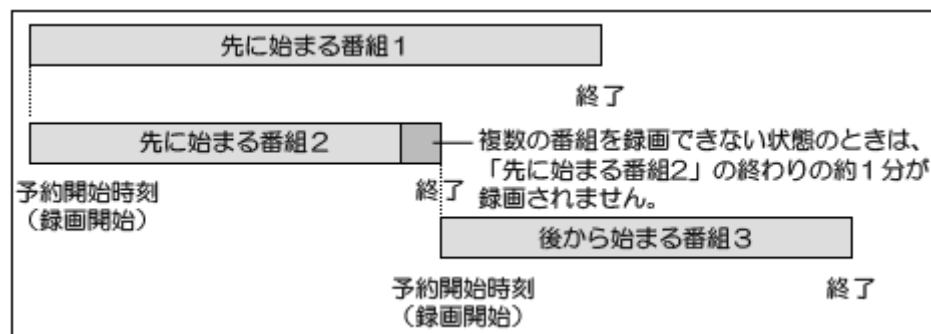 先に始まる番組1
終了
先に始まる番組2
複数の番組を録画できない状態のときは、
「先に始まる番組2」の終わりの約1分が
録画されません。
予約開始時刻
（録画開始）
終了
後から始まる番組3
予約開始時刻
（録画開始）
終了